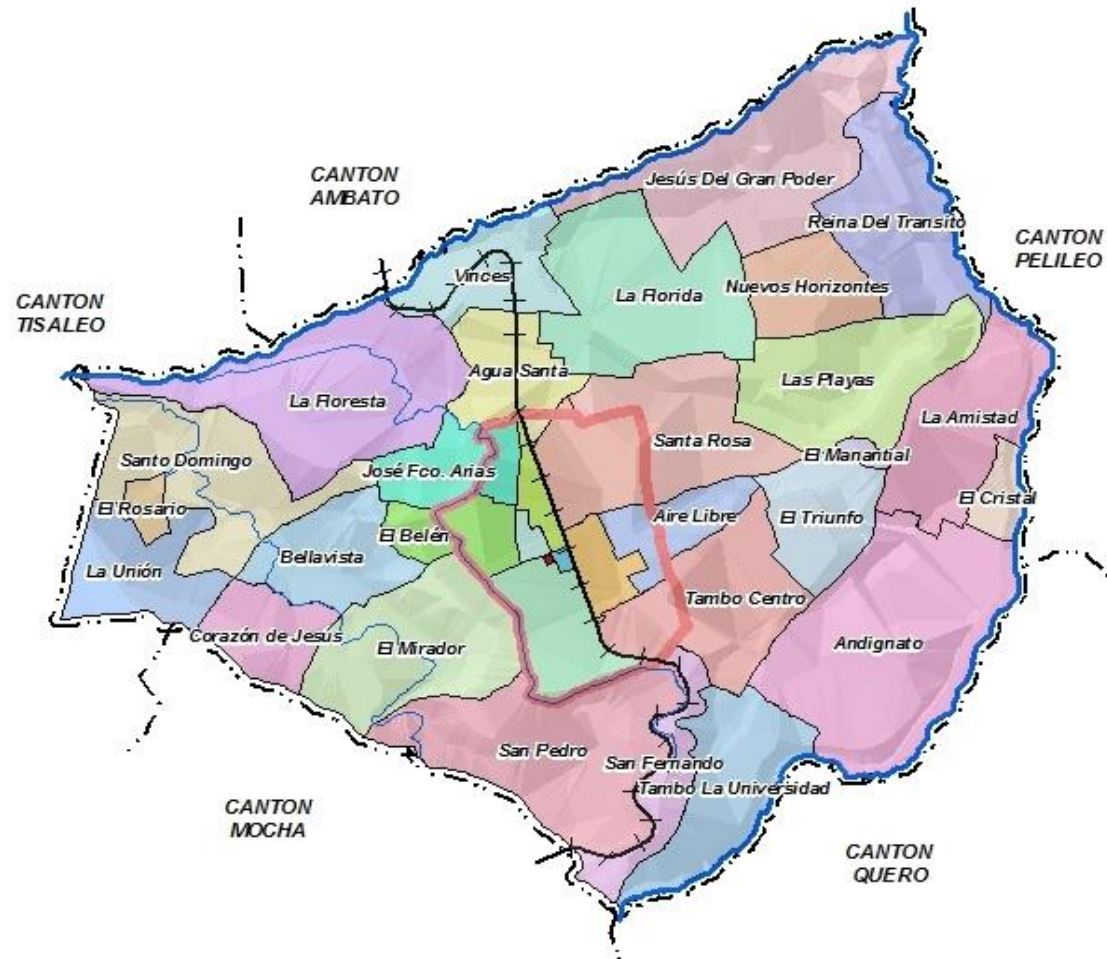 CANTON
AMBATO
Jesús Del Gran Poder
Reina Del Transito
CANTON
PELILEO
Vinces
La Florida
Nuevos Horizontes
CANTON
TISALEO
Agua Santa
Las Playas
La Floresta
La Amistad
Santa Rosa
El Manantial
Santo Domingo
José Fco. Arias
El Rosario
El Cristal
Aire Libre
El Triunfo
El Belén
Bellavista
La Unión
Tambo Centro
Corazón de Jesús
El Mirador
Andignato
San Pedro
San Fernando
Tambo La Universidad
CANTON
MOCHA
CANTON
QUERO